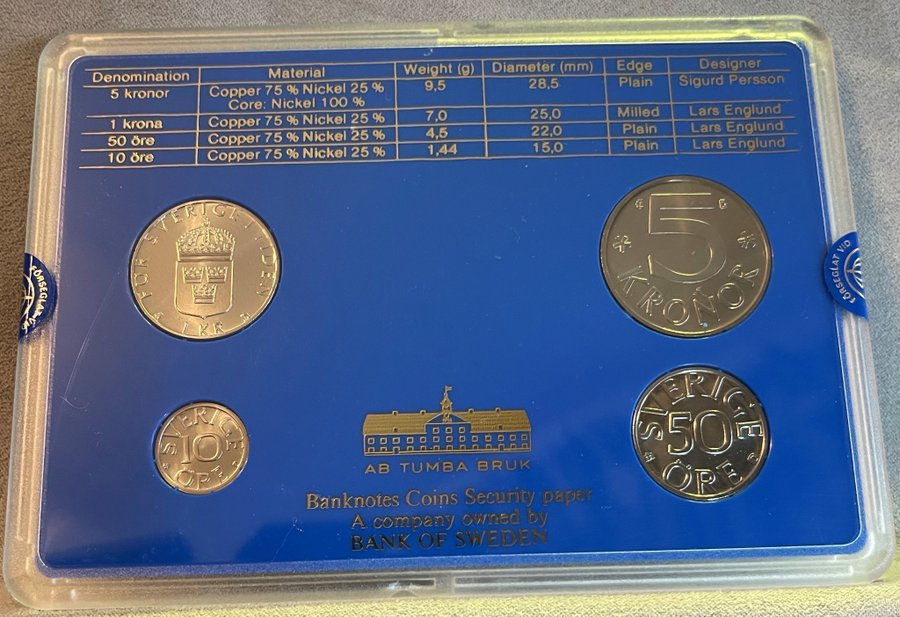 Denomination Material Weight (g) Diameter (mm) Edge Designer
5 kronor Copper 75 % Nickel 25 % 9,5 28,5 Plain Sigurd Persson
Core: Nickel 100 %
1 krona Copper 75 % Nickel 25 % 7,0 25,0 Milled Lars Englund
50 öre Copper 75 % Nickel 25 % 4,5 22,0 Plain Lars Englund
10 öre Copper 75 % Nickel 25 % 1,44 15,0 Plain Lars Englund
FÖR SVERIGE I TIDEN
1 KR
5
KRONOR
FÖRSEGLAT VID
FÖRSEGLAT
SVERIGE
10
ÖRE
SVERIGE
50
ÖRE
AB TUMBA BRUK
Banknotes Coins Security paper
A company owned by
BANK OF SWEDEN